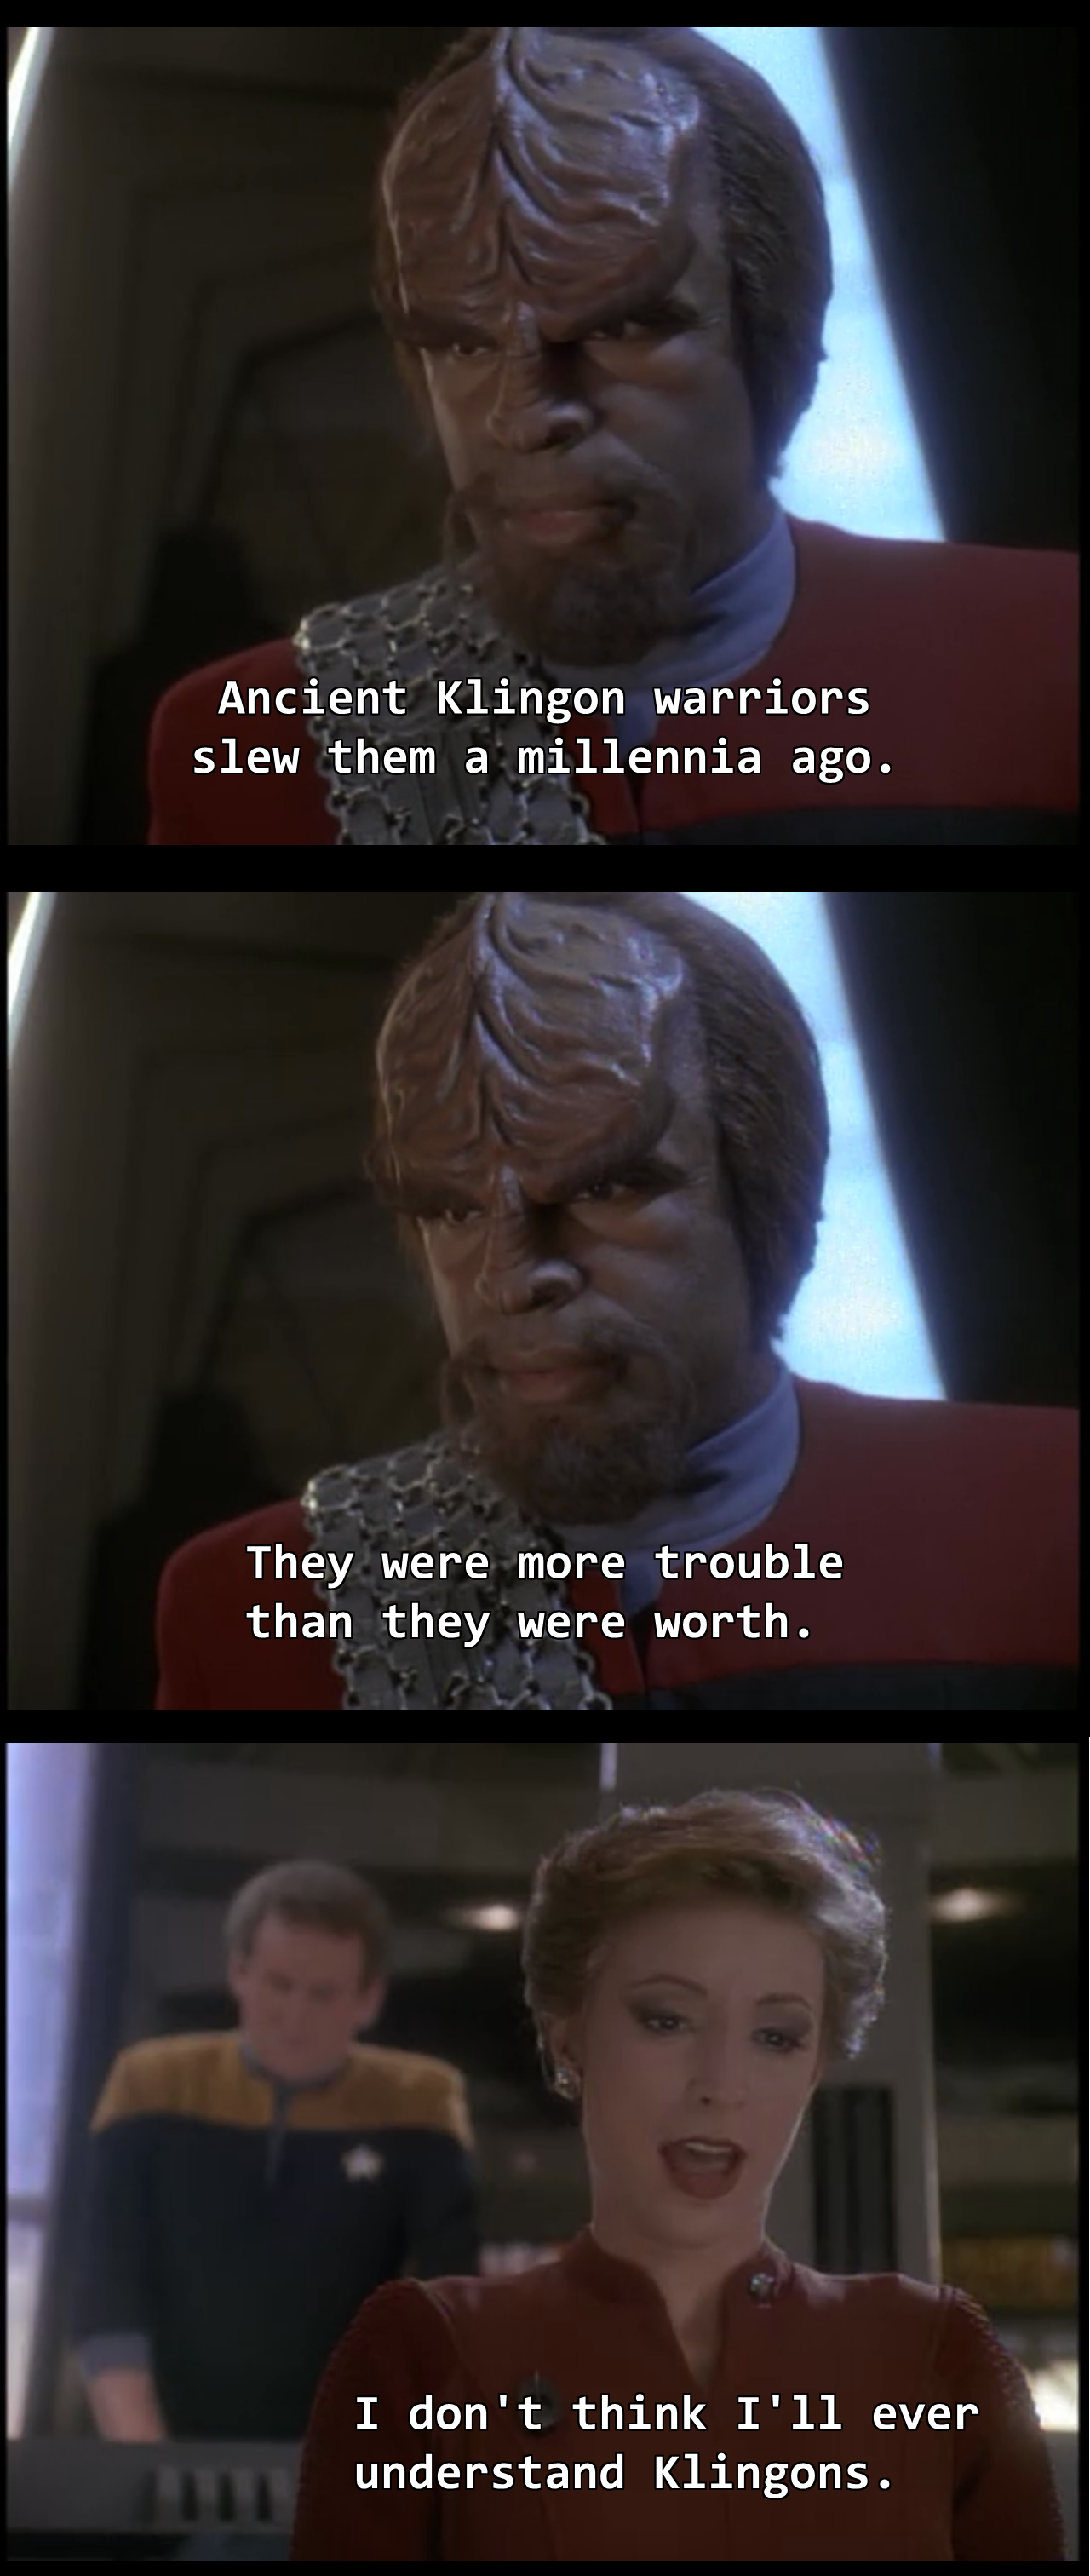 Ancient Klingon warriors
slew them a millennia ago.
They were more trouble
than they were worth.
I don't think I'll ever
understand Klingons.